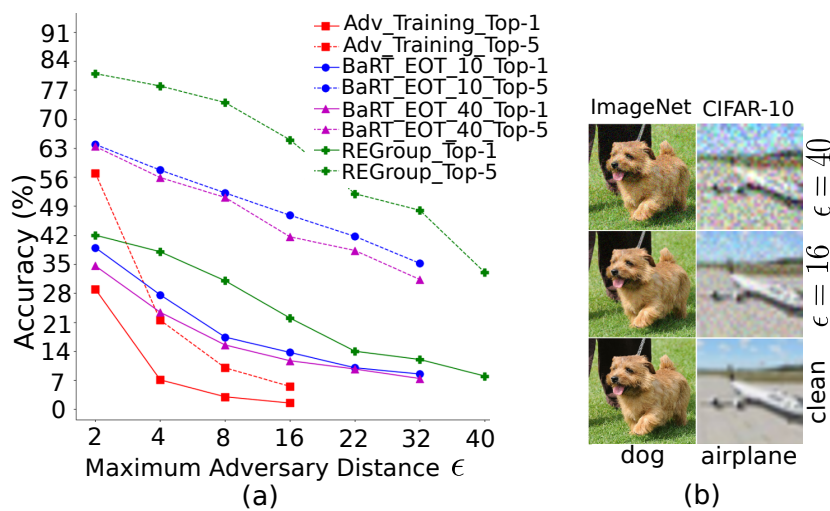 91
84
77
70
63
56
49
42
35
28
21
14
7
0
Accuracy (%)
2 4 8 16 22 32 40
Maximum Adversary Distance ϵ
(a)
Adv_Training_Top-1
Adv_Training_Top-5
BaRT_EOT_10_Top-1
BaRT_EOT_10_Top-5
BaRT_EOT_40_Top-1
BaRT_EOT_40_Top-5
REGroup_Top-1
REGroup_Top-5
ImageNet CIFAR-10
ϵ = 40
ϵ = 16
clean
dog airplane
(b)